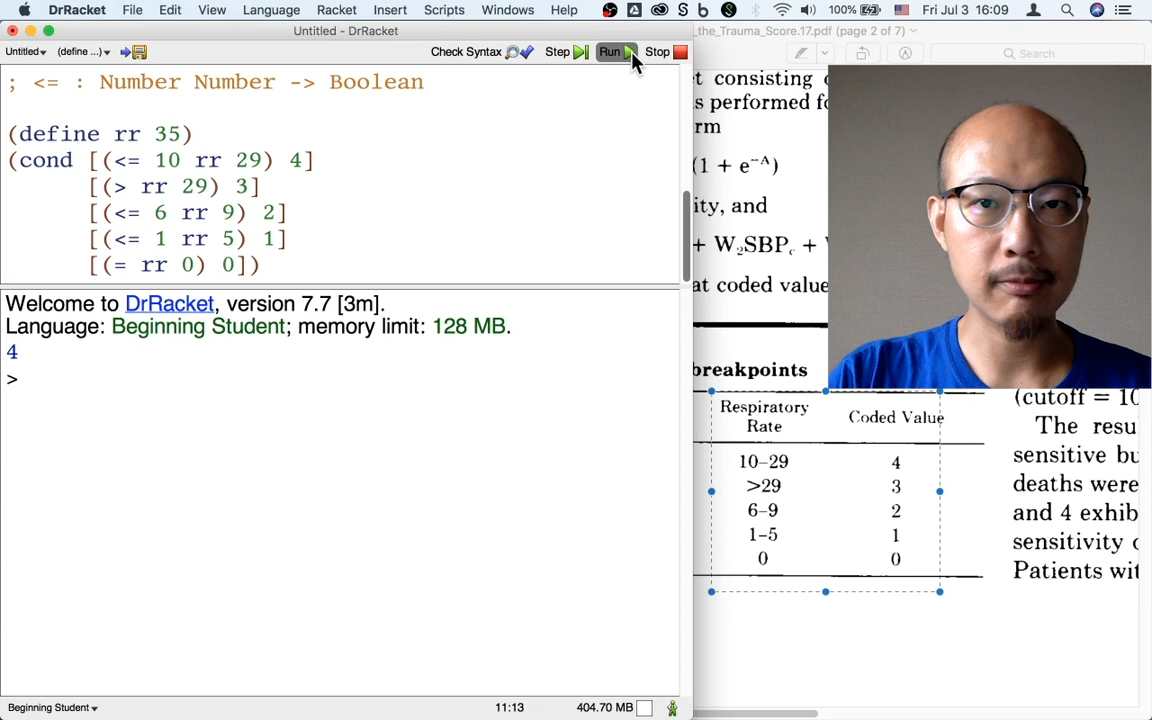 DrRacket File Edit View Language Racket Insert Scripts Windows Help 100% Fri Jul 3 16:09
Untitled - DrRacket
_the_Trauma_Score.17.pdf (page 2 of 7)
Untitled (define ...) Check Syntax Step Run Stop
Search
; <= : Number Number -> Boolean
(define rr 35)
(cond [(<= 10 rr 29) 4]
[(> rr 29) 3]
[(<= 6 rr 9) 2]
[(<= 1 rr 5) 1]
[(= rr 0) 0])
Welcome to DrRacket, version 7.7 [3m].
Language: Beginning Student; memory limit: 128 MB.
4
>
t consisting
s performed fo
rm
(1 + e⁻ᴬ)
ity, and
+ W₂SBP꜀ +
at coded value
breakpoints
Respiratory Rate Coded Value
10–29 4
>29 3
6–9 2
1–5 1
0 0
(cutoff = 10
The resu
sensitive bu
deaths were
and 4 exhib
sensitivity
Patients wit
Beginning Student 11:13 404.70 MB